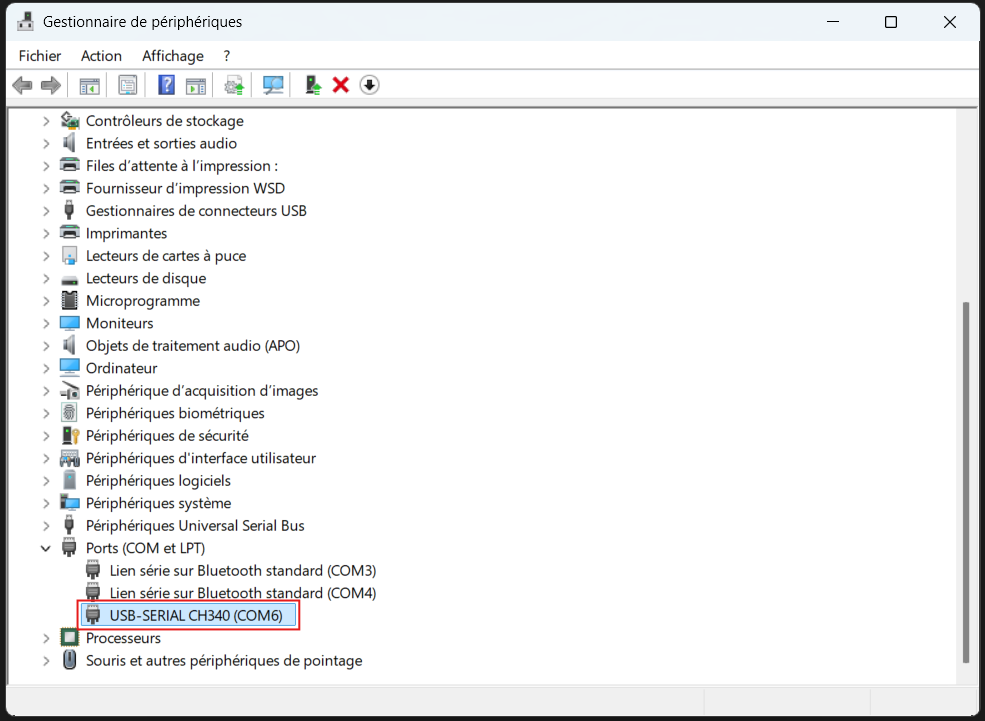 Gestionnaire de périphériques
Fichier Action Affichage ?
Contrôleurs de stockage
Entrées et sorties audio
Files d'attente à l'impression :
Fournisseur d'impression WSD
Gestionnaires de connecteurs USB
Imprimantes
Lecteurs de cartes à puce
Lecteurs de disque
Microprogramme
Moniteurs
Objets de traitement audio (APO)
Ordinateur
Périphérique d'acquisition d'images
Périphériques biométriques
Périphériques de sécurité
Périphériques d'interface utilisateur
Périphériques logiciels
Périphériques système
Périphériques Universal Serial Bus
Ports (COM et LPT)
Lien série sur Bluetooth standard (COM3)
Lien série sur Bluetooth standard (COM4)
USB-SERIAL CH340 (COM6)
Processeurs
Souris et autres périphériques de pointage